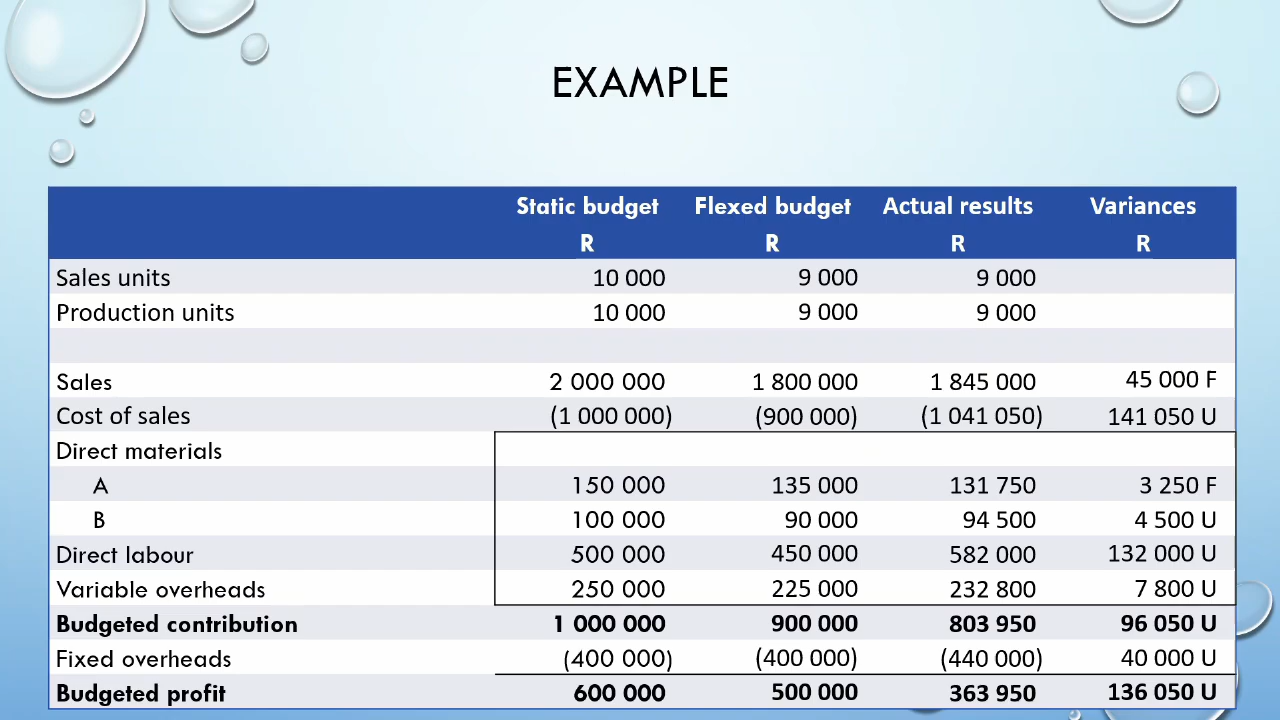 EXAMPLE
Static budget Flexed budget Actual results Variances
R R R R
Sales units 10 000 9 000 9 000
Production units 10 000 9 000 9 000
Sales 2 000 000 1 800 000 1 845 000 45 000 F
Cost of sales (1 000 000) (900 000) (1 041 050) 141 050 U
Direct materials
A 150 000 135 000 131 750 3 250 F
B 100 000 90 000 94 500 4 500 U
Direct labour 500 000 450 000 582 000 132 000 U
Variable overheads 250 000 225 000 232 800 7 800 U
Budgeted contribution 1 000 000 900 000 803 950 96 050 U
Fixed overheads (400 000) (400 000) (440 000) 40 000 U
Budgeted profit 600 000 500 000 363 950 136 050 U